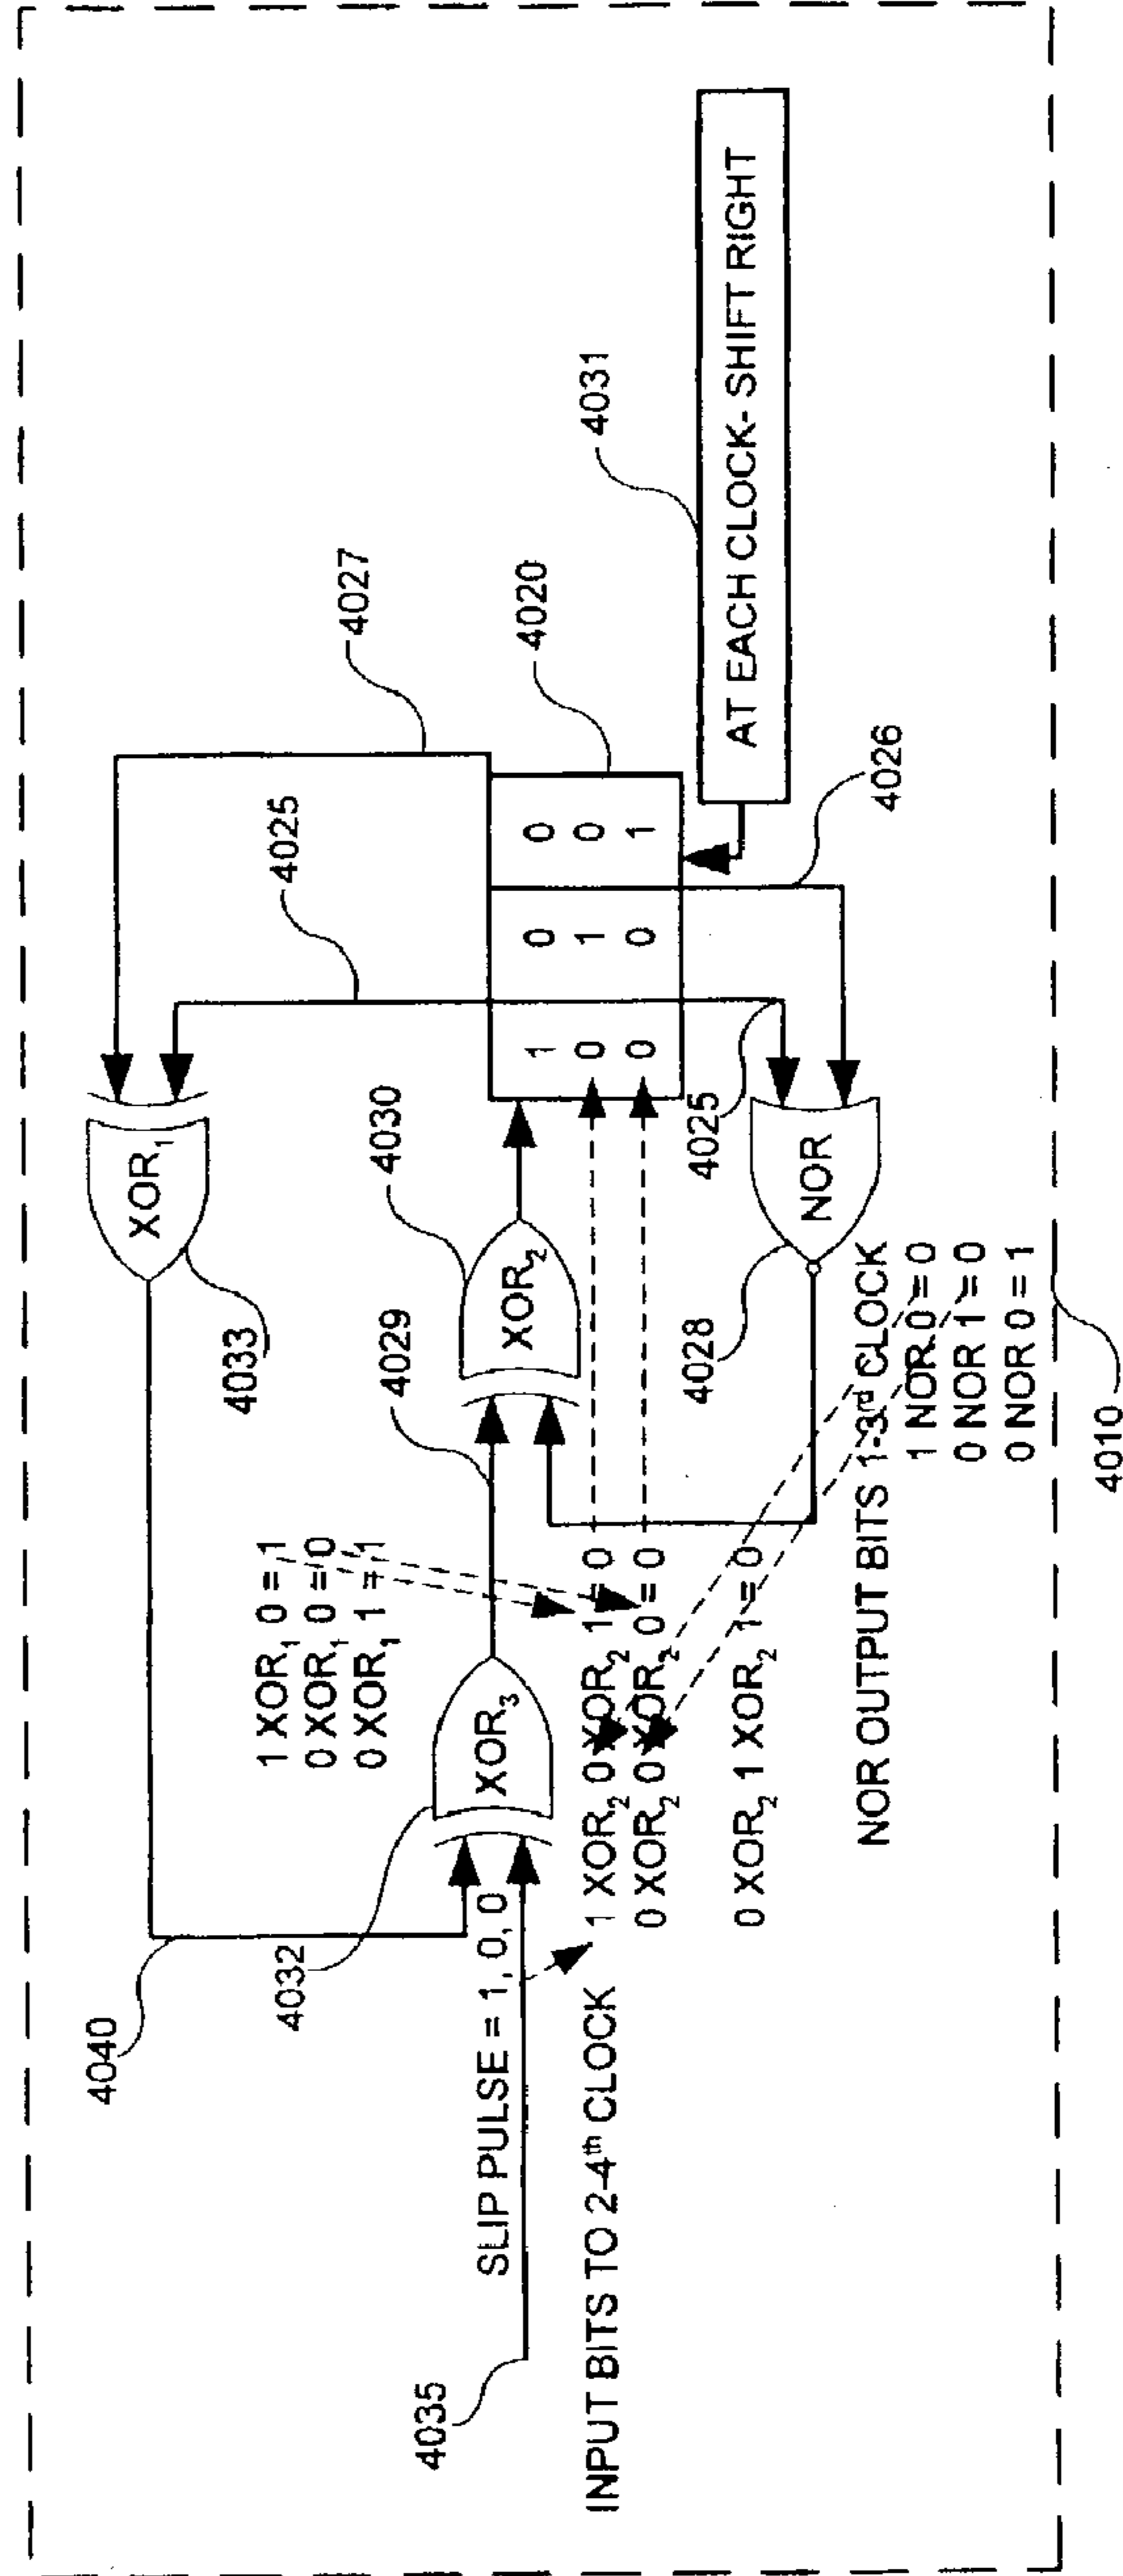 4040
4033
4027
4025
XOR₁
1 XOR₁ 0 = 1
0 XOR₁ 0 = 0
0 XOR₁ 1 = 1
4032
4029
4030
4020
4031
4035
SLIP PULSE = 1, 0, 0
XOR₃
XOR₂
1 0 0
0 1 0
0 0 1
INPUT BITS TO 2-4th CLOCK
1 XOR₂ 0 XOR₂ 1 = 0
0 XOR₂ 0 XOR₂ 0 = 0
0 XOR₂ 1 XOR₂ 1 = 0
4028
4025
4026
AT EACH CLOCK- SHIFT RIGHT
NOR
NOR OUTPUT BITS 1-3rd CLOCK
1 NOR 0 = 0
0 NOR 1 = 0
0 NOR 0 = 1
4010